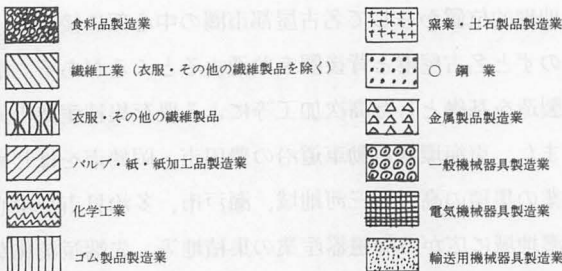 食料品製造業
繊維工業(衣服・その他の繊維製品を除く)
衣服・その他の繊維製品
パルプ・紙・紙加工品製造業
化学工業
ゴム製品製造業
窯業・土石製品製造業
○鋼業
金属製品製造業
一般機械器具製造業
電気機械器具製造業
輸送用機械器具製造業